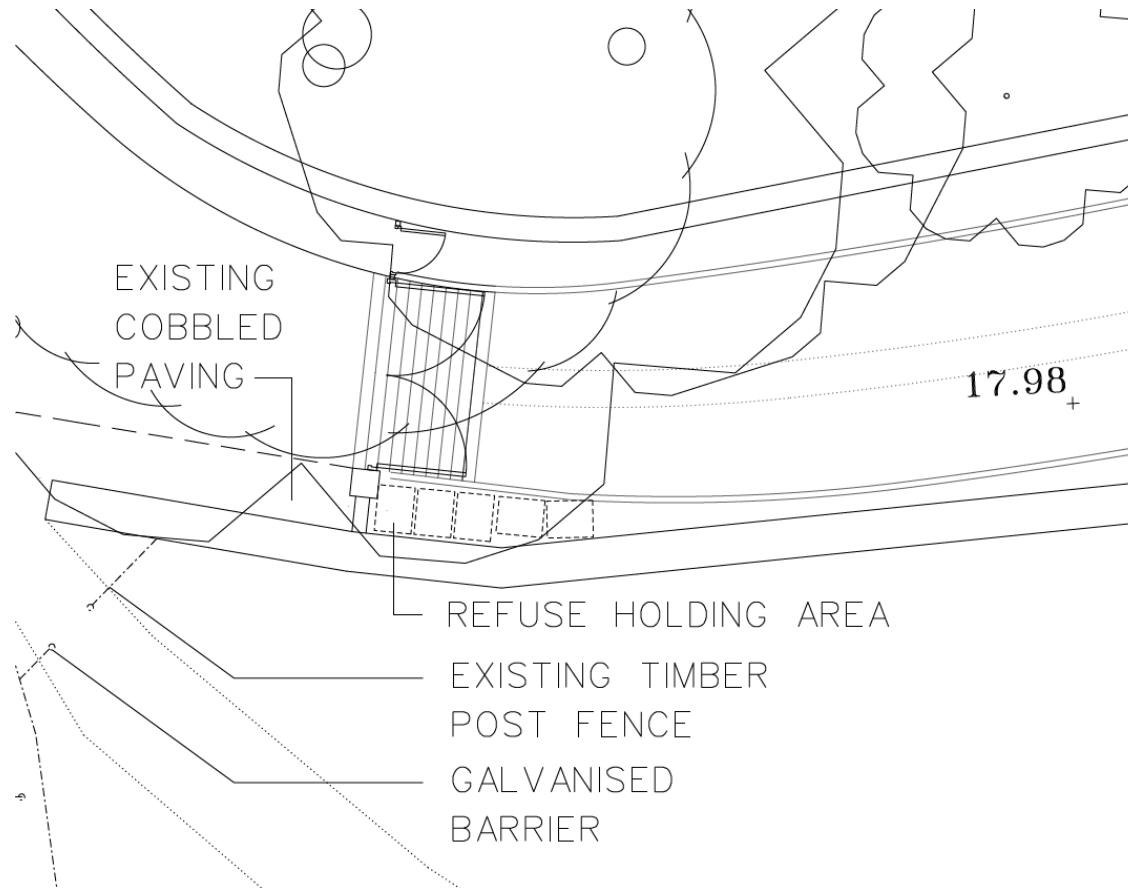 EXISTING
COBBLED
PAVING
17.98
REFUSE HOLDING AREA
EXISTING TIMBER
POST FENCE
GALVANISED
BARRIER